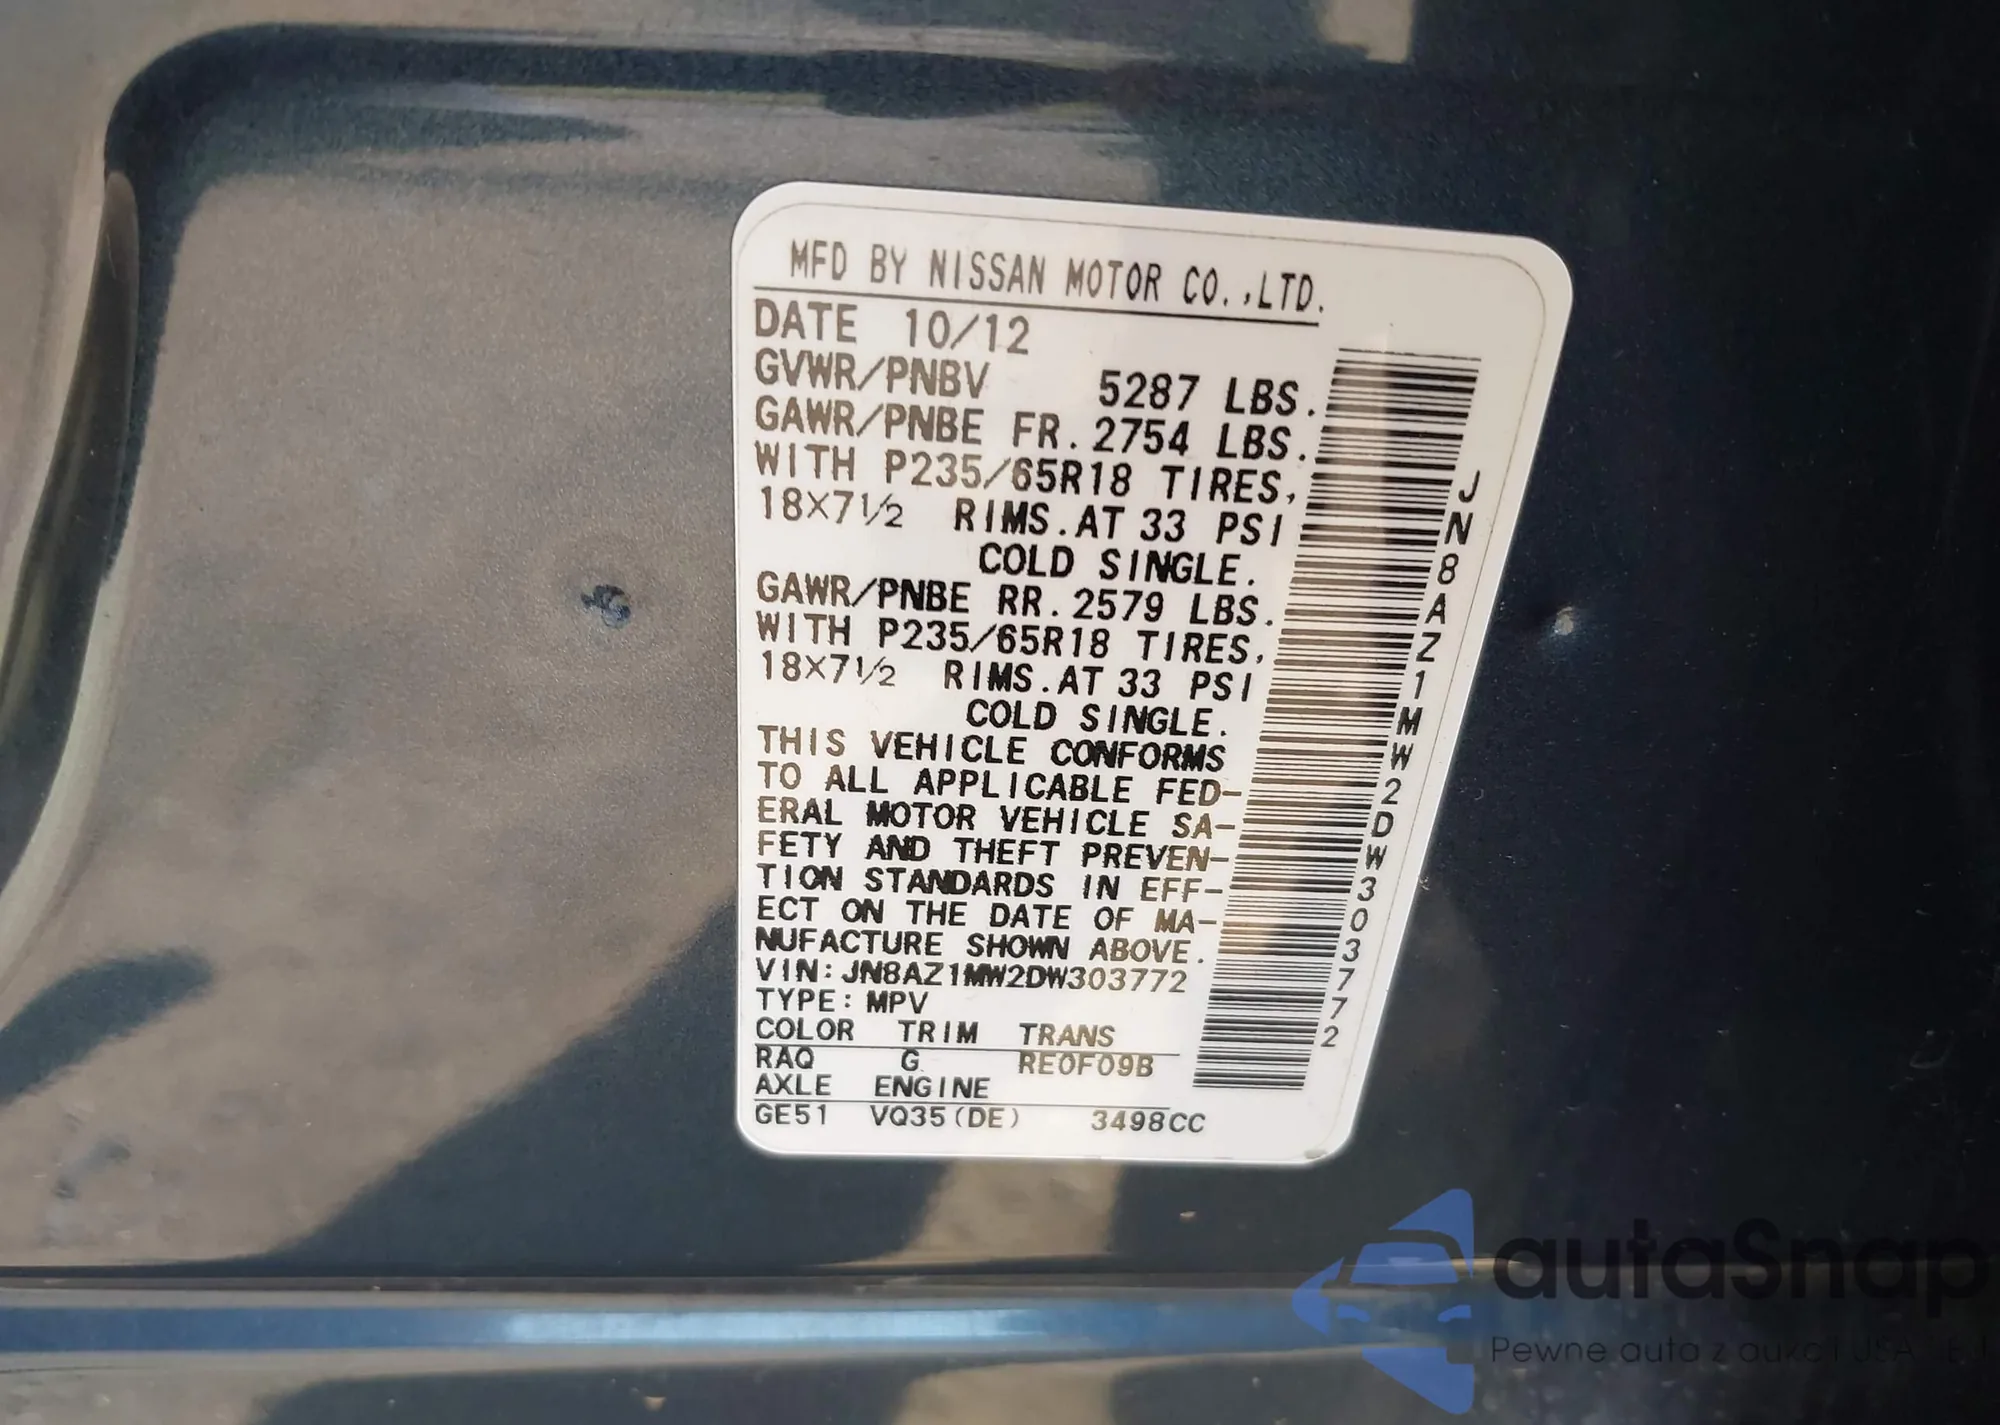 MFD BY NISSAN MOTOR CO.,LTD.
DATE 10/12
GVWR/PNBV 5287 LBS.
GAWR/PNBE FR. 2754 LBS.
WITH P235/65R18 TIRES,
18×7½ RIMS. AT 33 PSI
COLD SINGLE.
GAWR/PNBE RR. 2579 LBS.
WITH P235/65R18 TIRES,
18×7½ RIMS. AT 33 PSI
COLD SINGLE.
THIS VEHICLE CONFORMS
TO ALL APPLICABLE FED-
ERAL MOTOR VEHICLE SA-
FETY AND THEFT PREVEN-
TION STANDARDS IN EFF-
ECT ON THE DATE OF MA-
NUFACTURE SHOWN ABOVE.
VIN: JN8AZ1MW2DW303772
TYPE: MPV
COLOR TRIM TRANS
RAQ G RE0F09B
AXLE ENGINE
GE51 VQ35(DE) 3498CC
JN8AZ1MW2DW303772
autaSnap
Pewne auta z aukcji USA